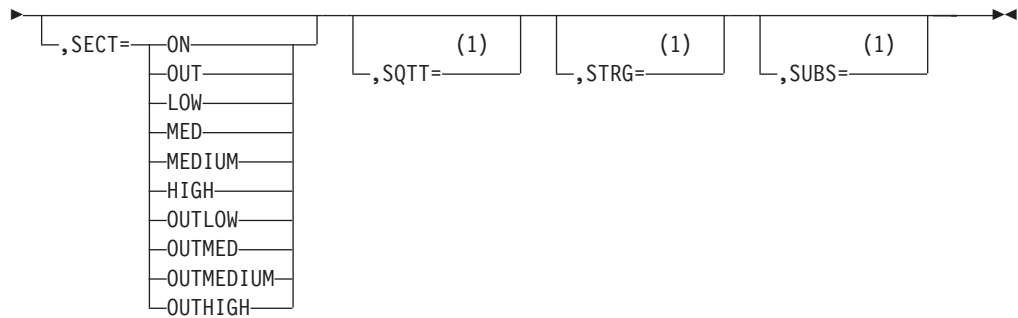 ,SECT= ON (1) (1) (1)
OUT ,SQTT= ,STRG= ,SUBS=
LOW
MED
MEDIUM
HIGH
OUTLOW
OUTMED
OUTMEDIUM
OUTHIGH